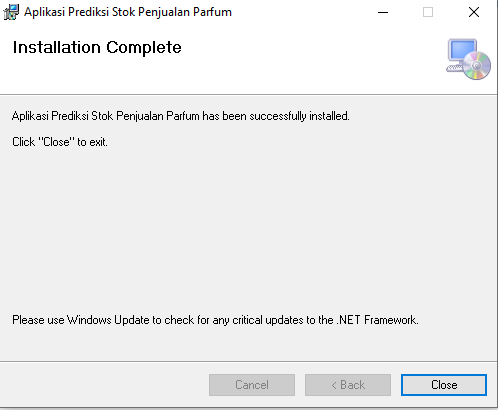 Aplikasi Prediksi Stok Penjualan Parfum
Installation Complete
Aplikasi Prediksi Stok Penjualan Parfum has been successfully installed.
Click "Close" to exit.
Please use Windows Update to check for any critical updates to the .NET Framework.
Cancel
< Back
Close